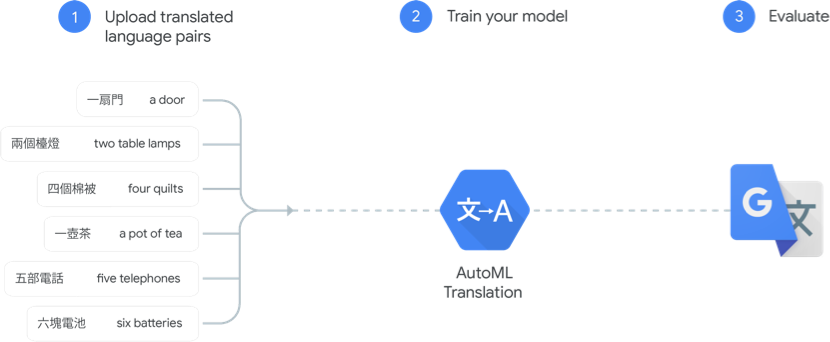 1
Upload translated
language pairs
2
Train your model
3
Evaluate
一扇門 a door
兩個檯燈 two table lamps
四個棉被 four quilts
一壺茶 a pot of tea
五部電話 five telephones
六塊電池 six batteries
文→A
AutoML
Translation
G
文